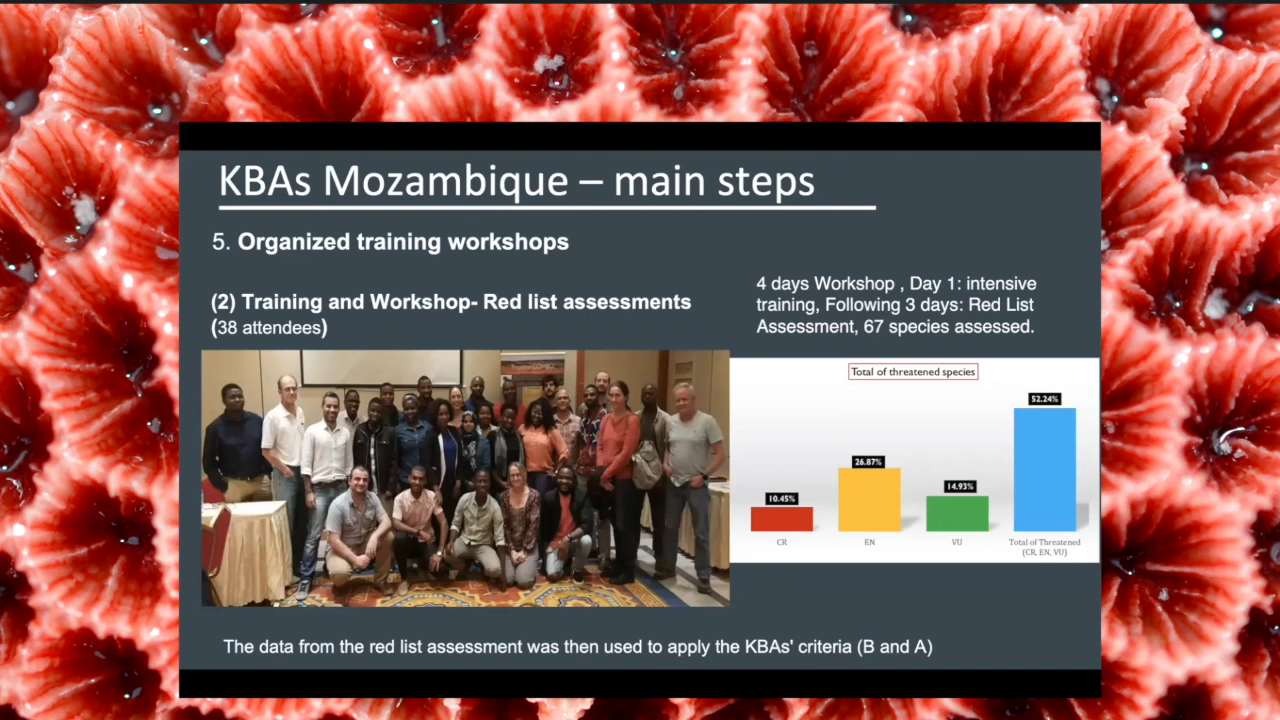 KBAs Mozambique – main steps
5. Organized training workshops
(2) Training and Workshop- Red list assessments
(38 attendees)
4 days Workshop , Day 1: intensive
training, Following 3 days: Red List
Assessment, 67 species assessed.
Total of threatened species
52.24%
26.87%
14.93%
10.45%
CR
EN
VU
Total of Threatened
(CR, EN, VU)
The data from the red list assessment was then used to apply the KBAs' criteria (B and A)